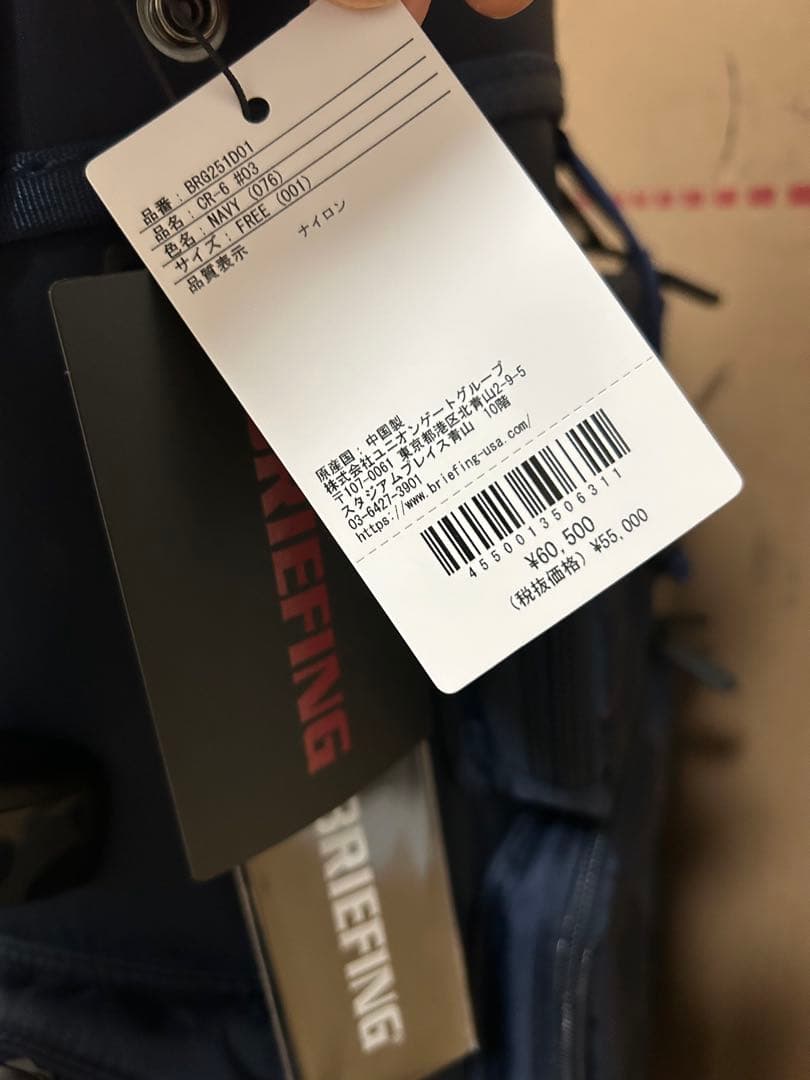 品番：BRG251D01
品名：CR-6 #03
色名：NAVY (076)
サイズ：FREE (001)
品質表示 ナイロン
原産国：中国製
株式会社ユニオンゲートグループ
〒107-0061 東京都港区北青山2-9-5
スタジアムプレイス青山 10階
03-6427-3901
https://www.briefing-usa.com/
4550013506311
¥60,500
(税抜価格) ¥55,000
BRIEFING
BRIEFING